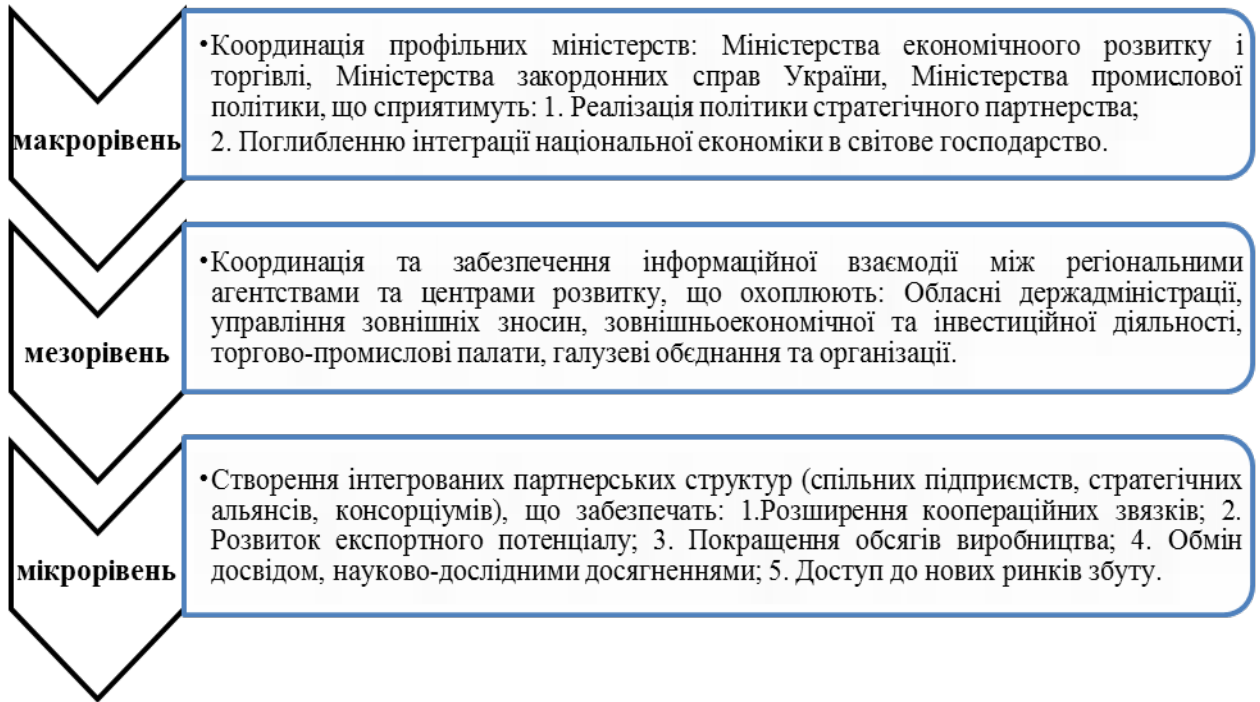 макрорівень
•Координація профільних міністерств: Міністерства економічноого розвитку і
торгівлі, Міністерства закордонних справ України, Міністерства промислової
політики, що сприятимуть: 1. Реалізація політики стратегічного партнерства;
2. Поглибленню інтеграції національної економіки в світове господарство.
мезорівень
•Координація та забезпечення інформаційної взаємодії між регіональними
агентствами та центрами розвитку, що охоплюють: Обласні держадміністрації,
управління зовнішніх зносин, зовнішньоекономічної та інвестиційної діяльності,
торгово-промислові палати, галузеві обєднання та організації.
мікрорівень
•Створення інтегрованих партнерських структур (спільних підприємств, стратегічних
альянсів, консорціумів), що забезпечать: 1.Розширення коопераційних звязків; 2.
Розвиток експортного потенціалу; 3. Покращення обсягів виробництва; 4. Обмін
досвідом, науково-дослідними досягненнями; 5. Доступ до нових ринків збуту.